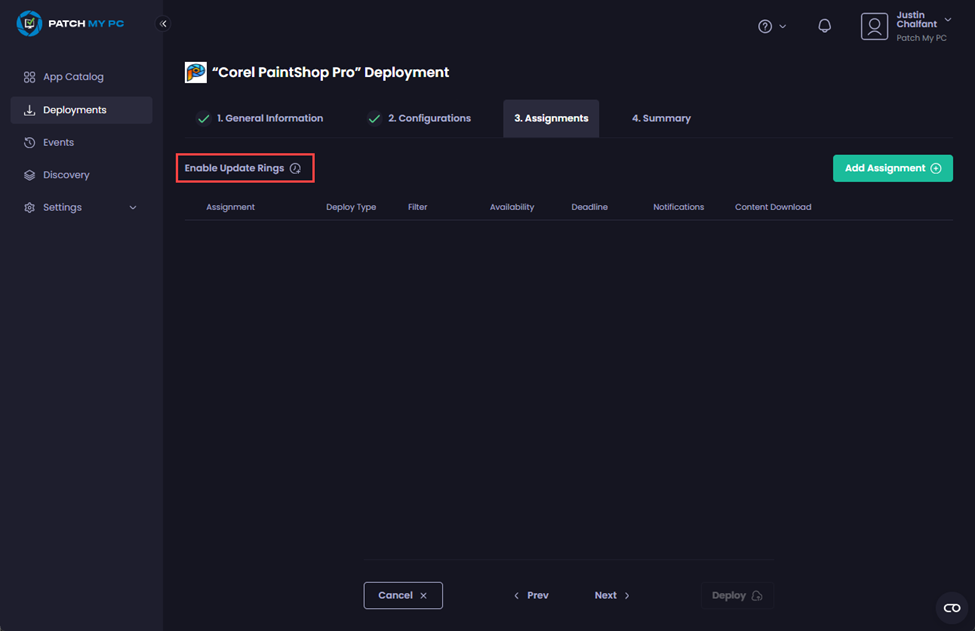 PATCH MY PC
Justin
Chalfant
Patch My PC
App Catalog
Deployments
Events
Discovery
Settings
“Corel PaintShop Pro” Deployment
1. General Information
2. Configurations
3. Assignments
4. Summary
Enable Update Rings
Add Assignment
Assignment Deploy Type Filter Availability Deadline Notifications Content Download
Cancel
Prev
Next
Deploy